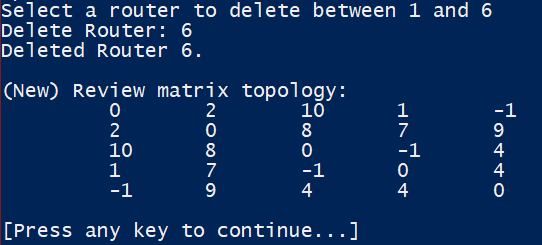 Select a router to delete between 1 and 6
Delete Router: 6
Deleted Router 6.
(New) Review matrix topology:
0 2 10 1 -1
2 0 8 7 9
10 8 0 -1 4
1 7 -1 0 4
-1 9 4 4 0
[Press any key to continue...]